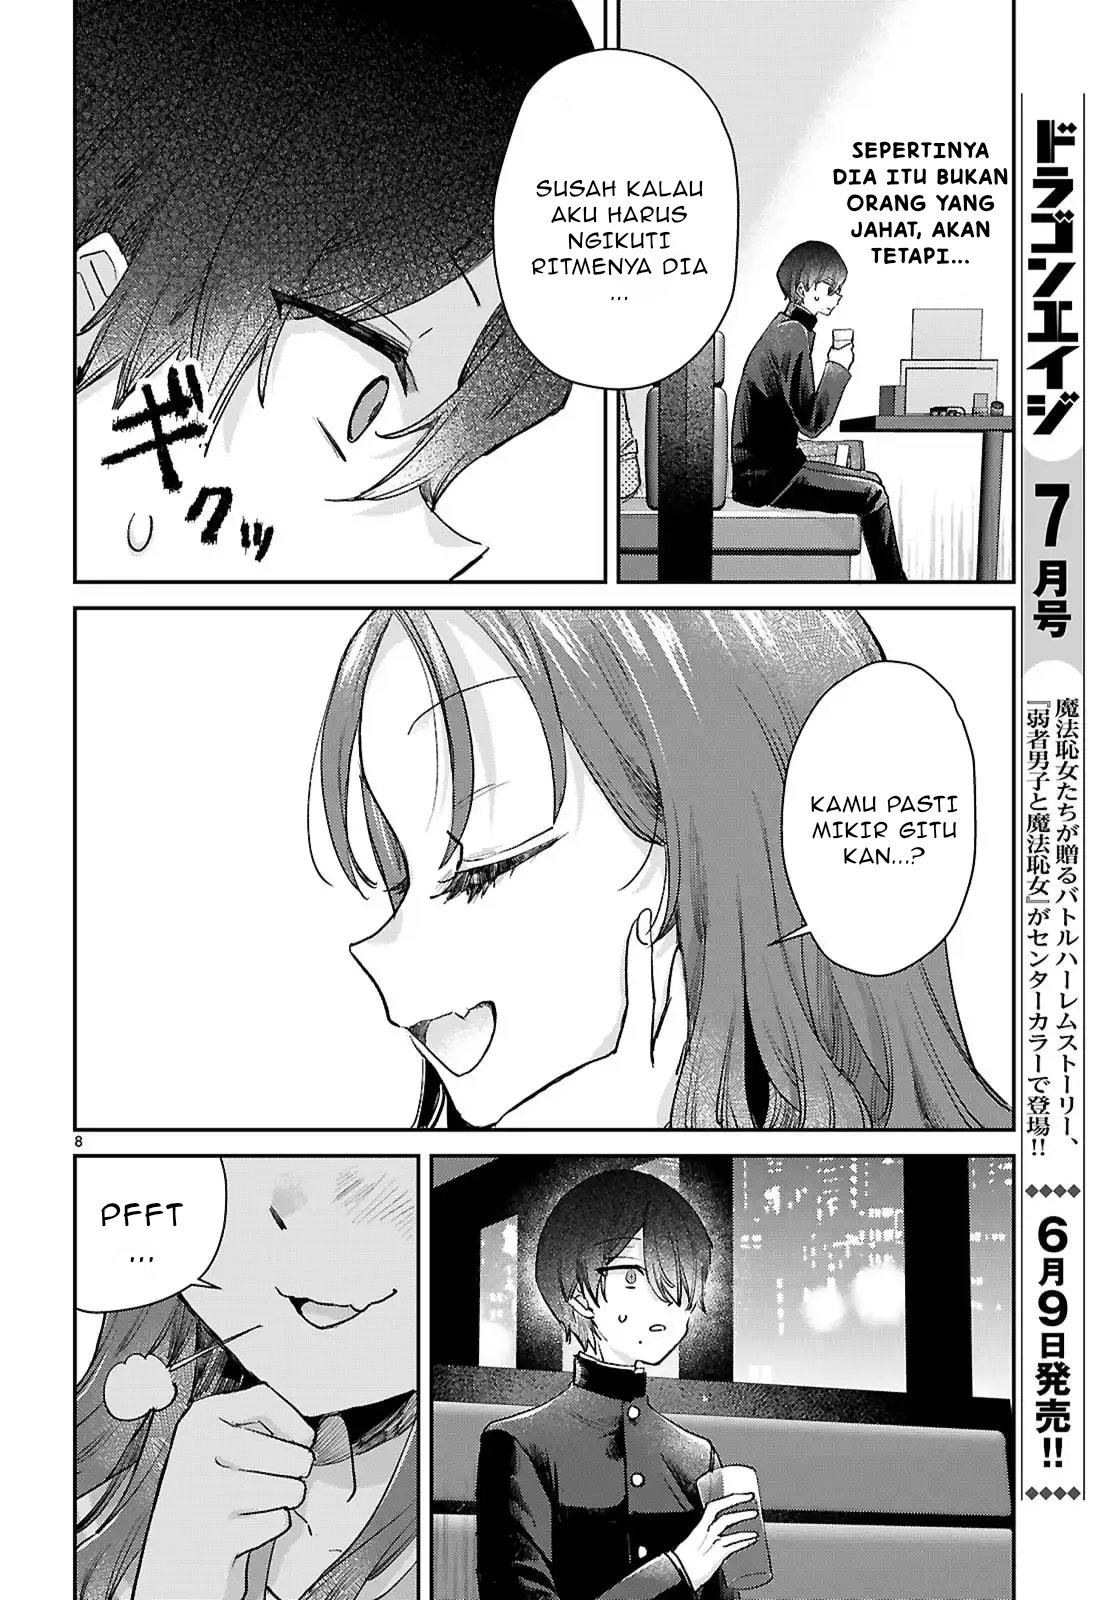 SEPERTINYA
DIA ITU BUKAN
ORANG YANG
JAHAT, AKAN
TETAPI...
SUSAH KALAU
AKU HARUS
NGIKUTI
RITMENYA DIA
...
ギクッ
KAMU PASTI
MIKIR GITU
KAN...?
8
PFFT
...
ドラゴンエイジ
7月号
魔法恥女たちが贈るバトルハーレムストーリー、
『弱者男子と魔法恥女』がセンターカラーで登場!!
6月9日発売!!